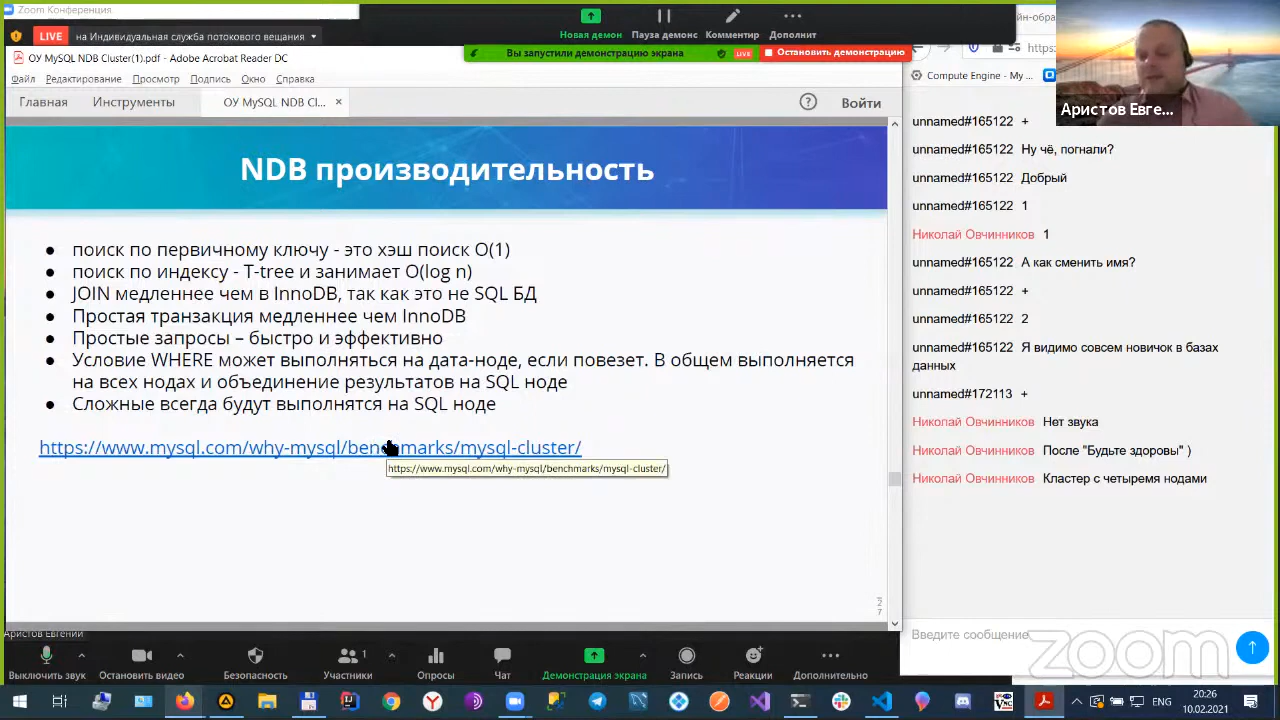 Zoom Конференция
LIVE на Индивидуальная служба потокового вещания
Новая демон Пауза демонс Комментир Дополнит
Вы запустили демонстрацию экрана LIVE Остановить демонстрацию
ОУ MySQL NDB Cluster(1).pdf - Adobe Acrobat Reader DC
Файл Редактирование Просмотр Подпись Окно Справка
Главная Инструменты ОУ MySQL NDB Cl... × ? Войти
NDB производительность
● поиск по первичному ключу - это хэш поиск O(1)
● поиск по индексу - T-tree и занимает O(log n)
● JOIN медленнее чем в InnoDB, так как это не SQL БД
● Простая транзакция медленнее чем InnoDB
● Простые запросы – быстро и эффективно
● Условие WHERE может выполняться на дата-ноде, если повезет. В общем выполняется
на всех нодах и объединение результатов на SQL ноде
● Сложные всегда будут выполнятся на SQL ноде
https://www.mysql.com/why-mysql/benchmarks/mysql-cluster/
https://www.mysql.com/why-mysql/benchmarks/mysql-cluster/
2
7
Аристов Евгений
йн-обра
https:
Compute Engine - My ...
Аристов Евге...
unnamed#165122 +
unnamed#165122 Ну чё, погнали?
unnamed#165122 Добрый
unnamed#165122 1
Николай Овчинников 1
unnamed#165122 А как сменить имя?
unnamed#165122 +
unnamed#165122 2
unnamed#165122 Я видимо совсем новичок в базах
данных
unnamed#172113 +
Николай Овчинников Нет звука
Николай Овчинников После "Будьте здоровы" )
Николай Овчинников Кластер с четыремя нодами
Введите сообщение
zoom
1
Выключить звук Остановить видео Безопасность Участники Опросы Чат Демонстрация экрана Запись Реакции Дополнительно
ENG
20:26
10.02.2021